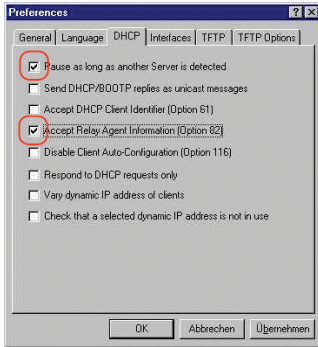 Preferences
General Language DHCP Interfaces TFTP TFTP Options
Pause as long as another Server is detected
Send DHCP/BOOTP replies as unicast messages
Accept DHCP Client Identifier (Option 61)
Accept Relay Agent Information (Option 82)
Disable Client Auto-Configuration (Option 116)
Respond to DHCP requests only
Vary dynamic IP address of clients
Check that a selected dynamic IP address is not in use
OK Abbrechen Übernehmen